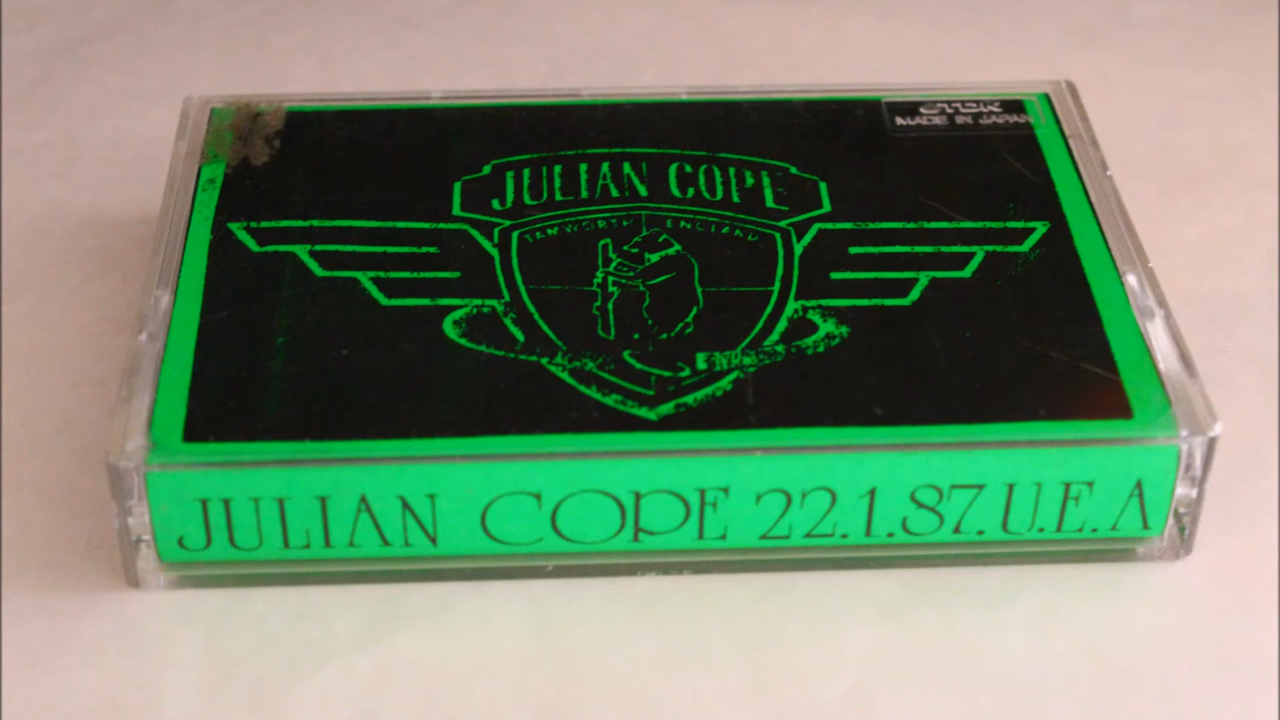 TDK
MADE IN JAPAN
JULIAN COPE
TAMWORTH ENGLAND
JULIAN COPE 22.1.87.U.E.A